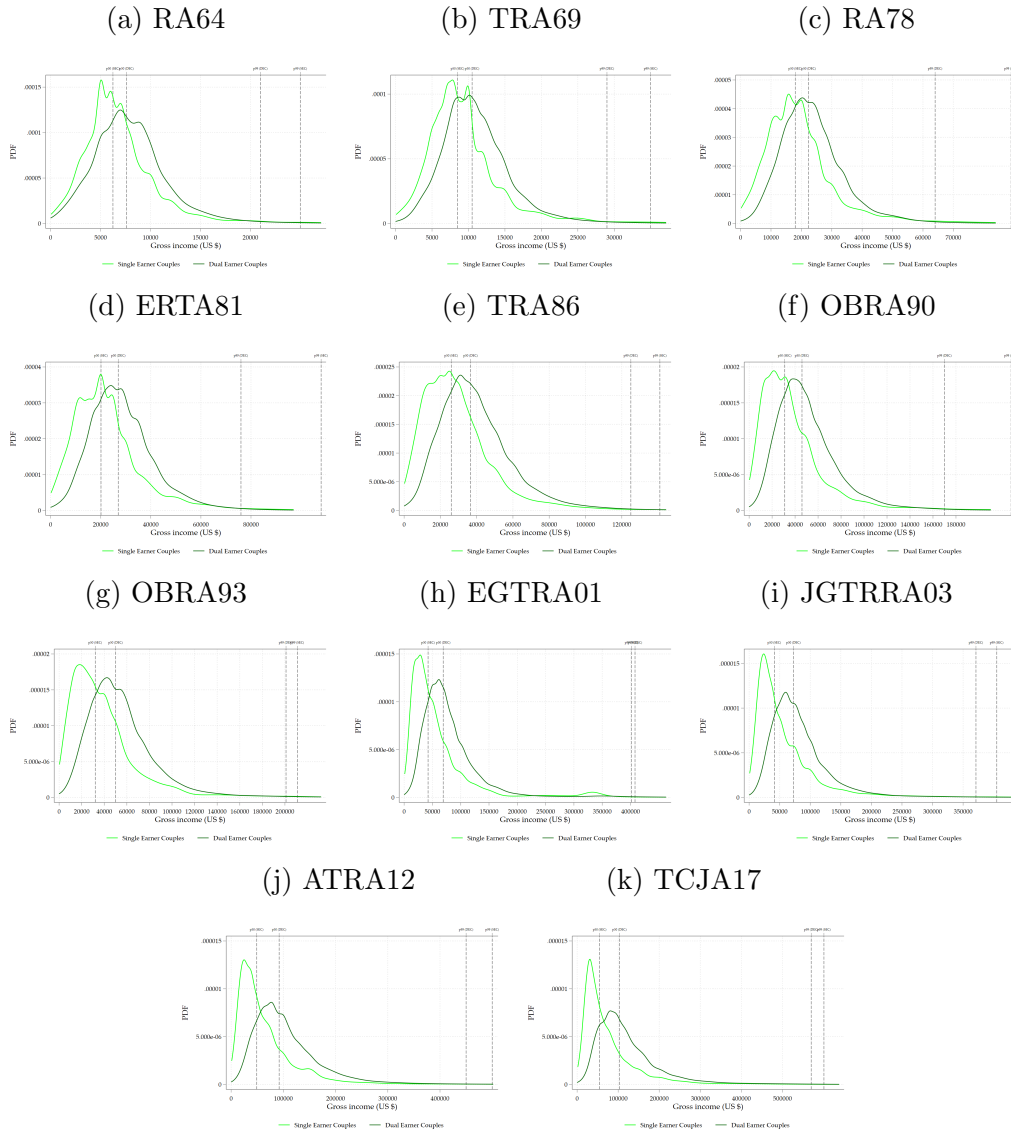 (a) RA64
.00015
.0001
.00005
0
PDF
0 5000 10000 15000 20000
Gross income (US $)
Single Earner Couples Dual Earner Couples
(b) TRA69
.0001
.00005
0
PDF
0 5000 10000 15000 20000 25000 30000
Gross income (US $)
Single Earner Couples Dual Earner Couples
(c) RA78
.00005
.00004
.00003
.00002
.00001
0
PDF
0 10000 20000 30000 40000 50000 60000 70000
Gross income (US $)
Single Earner Couples Dual Earner Couples
(d) ERTA81
.00004
.00003
.00002
.00001
0
PDF
0 20000 40000 60000 80000
Gross income (US $)
Single Earner Couples Dual Earner Couples
(e) TRA86
.000025
.00002
.000015
.00001
5.000e-06
0
PDF
0 20000 40000 60000 80000 100000 120000
Gross income (US $)
Single Earner Couples Dual Earner Couples
(f) OBRA90
.00002
.000015
.00001
5.000e-06
0
PDF
0 20000 40000 60000 80000 100000 120000 140000 160000 180000
Gross income (US $)
Single Earner Couples Dual Earner Couples
(g) OBRA93
.00002
.000015
.00001
5.000e-06
0
PDF
0 20000 40000 60000 80000 100000 120000 140000 160000 180000 200000
Gross income (US $)
Single Earner Couples Dual Earner Couples
(h) EGTRA01
.000015
.00001
5.000e-06
0
PDF
0 50000 100000 150000 200000 250000 300000 350000 400000
Gross income (US $)
Single Earner Couples Dual Earner Couples
(i) JGTRRA03
.000015
.00001
5.000e-06
0
PDF
0 50000 100000 150000 200000 250000 300000 350000
Gross income (US $)
Single Earner Couples Dual Earner Couples
(j) ATRA12
.000015
.00001
5.000e-06
0
PDF
0 100000 200000 300000 400000
Gross income (US $)
Single Earner Couples Dual Earner Couples
(k) TCJA17
.000015
.00001
5.000e-06
0
PDF
0 100000 200000 300000 400000 500000
Gross income (US $)
Single Earner Couples Dual Earner Couples